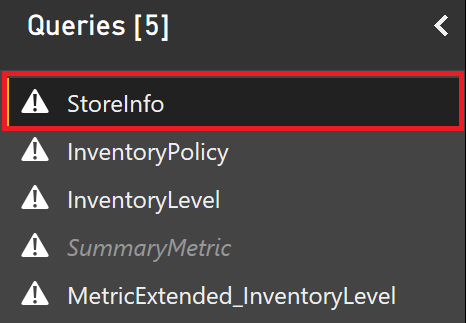 Queries [5]
StoreInfo
InventoryPolicy
InventoryLevel
SummaryMetric
MetricExtended_InventoryLevel